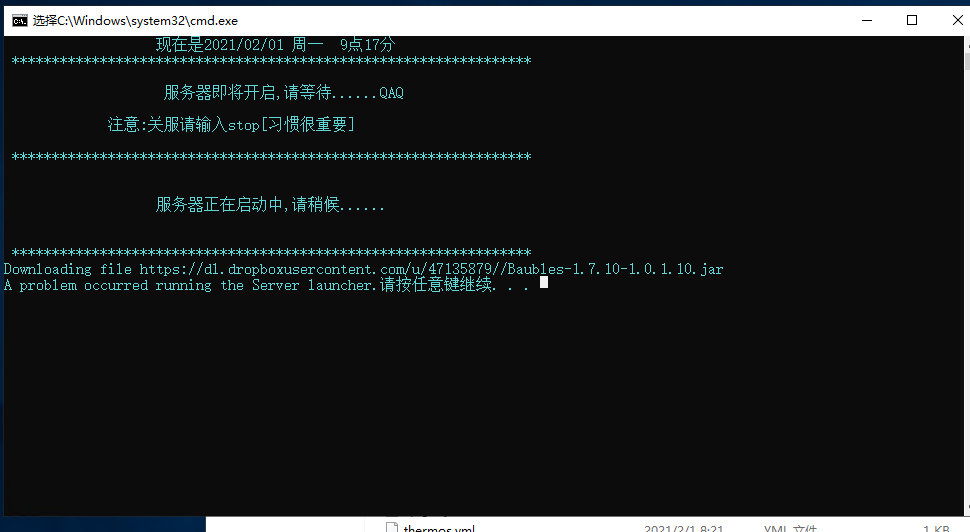 选择C:\Windows\system32\cmd.exe
现在是2021/02/01 周一 9点17分
*****************************************************************
服务器即将开启,请等待......QAQ
注意:关服请输入stop[习惯很重要]
*****************************************************************
服务器正在启动中,请稍候......
*****************************************************************
Downloading file https://dl.dropboxusercontent.com/u/47135879//Baubles-1.7.10-1.0.1.10.jar
A problem occurred running the Server launcher.请按任意键继续. . .
thermos.yml 2021/2/1 8:21 YML 文件 1 KB